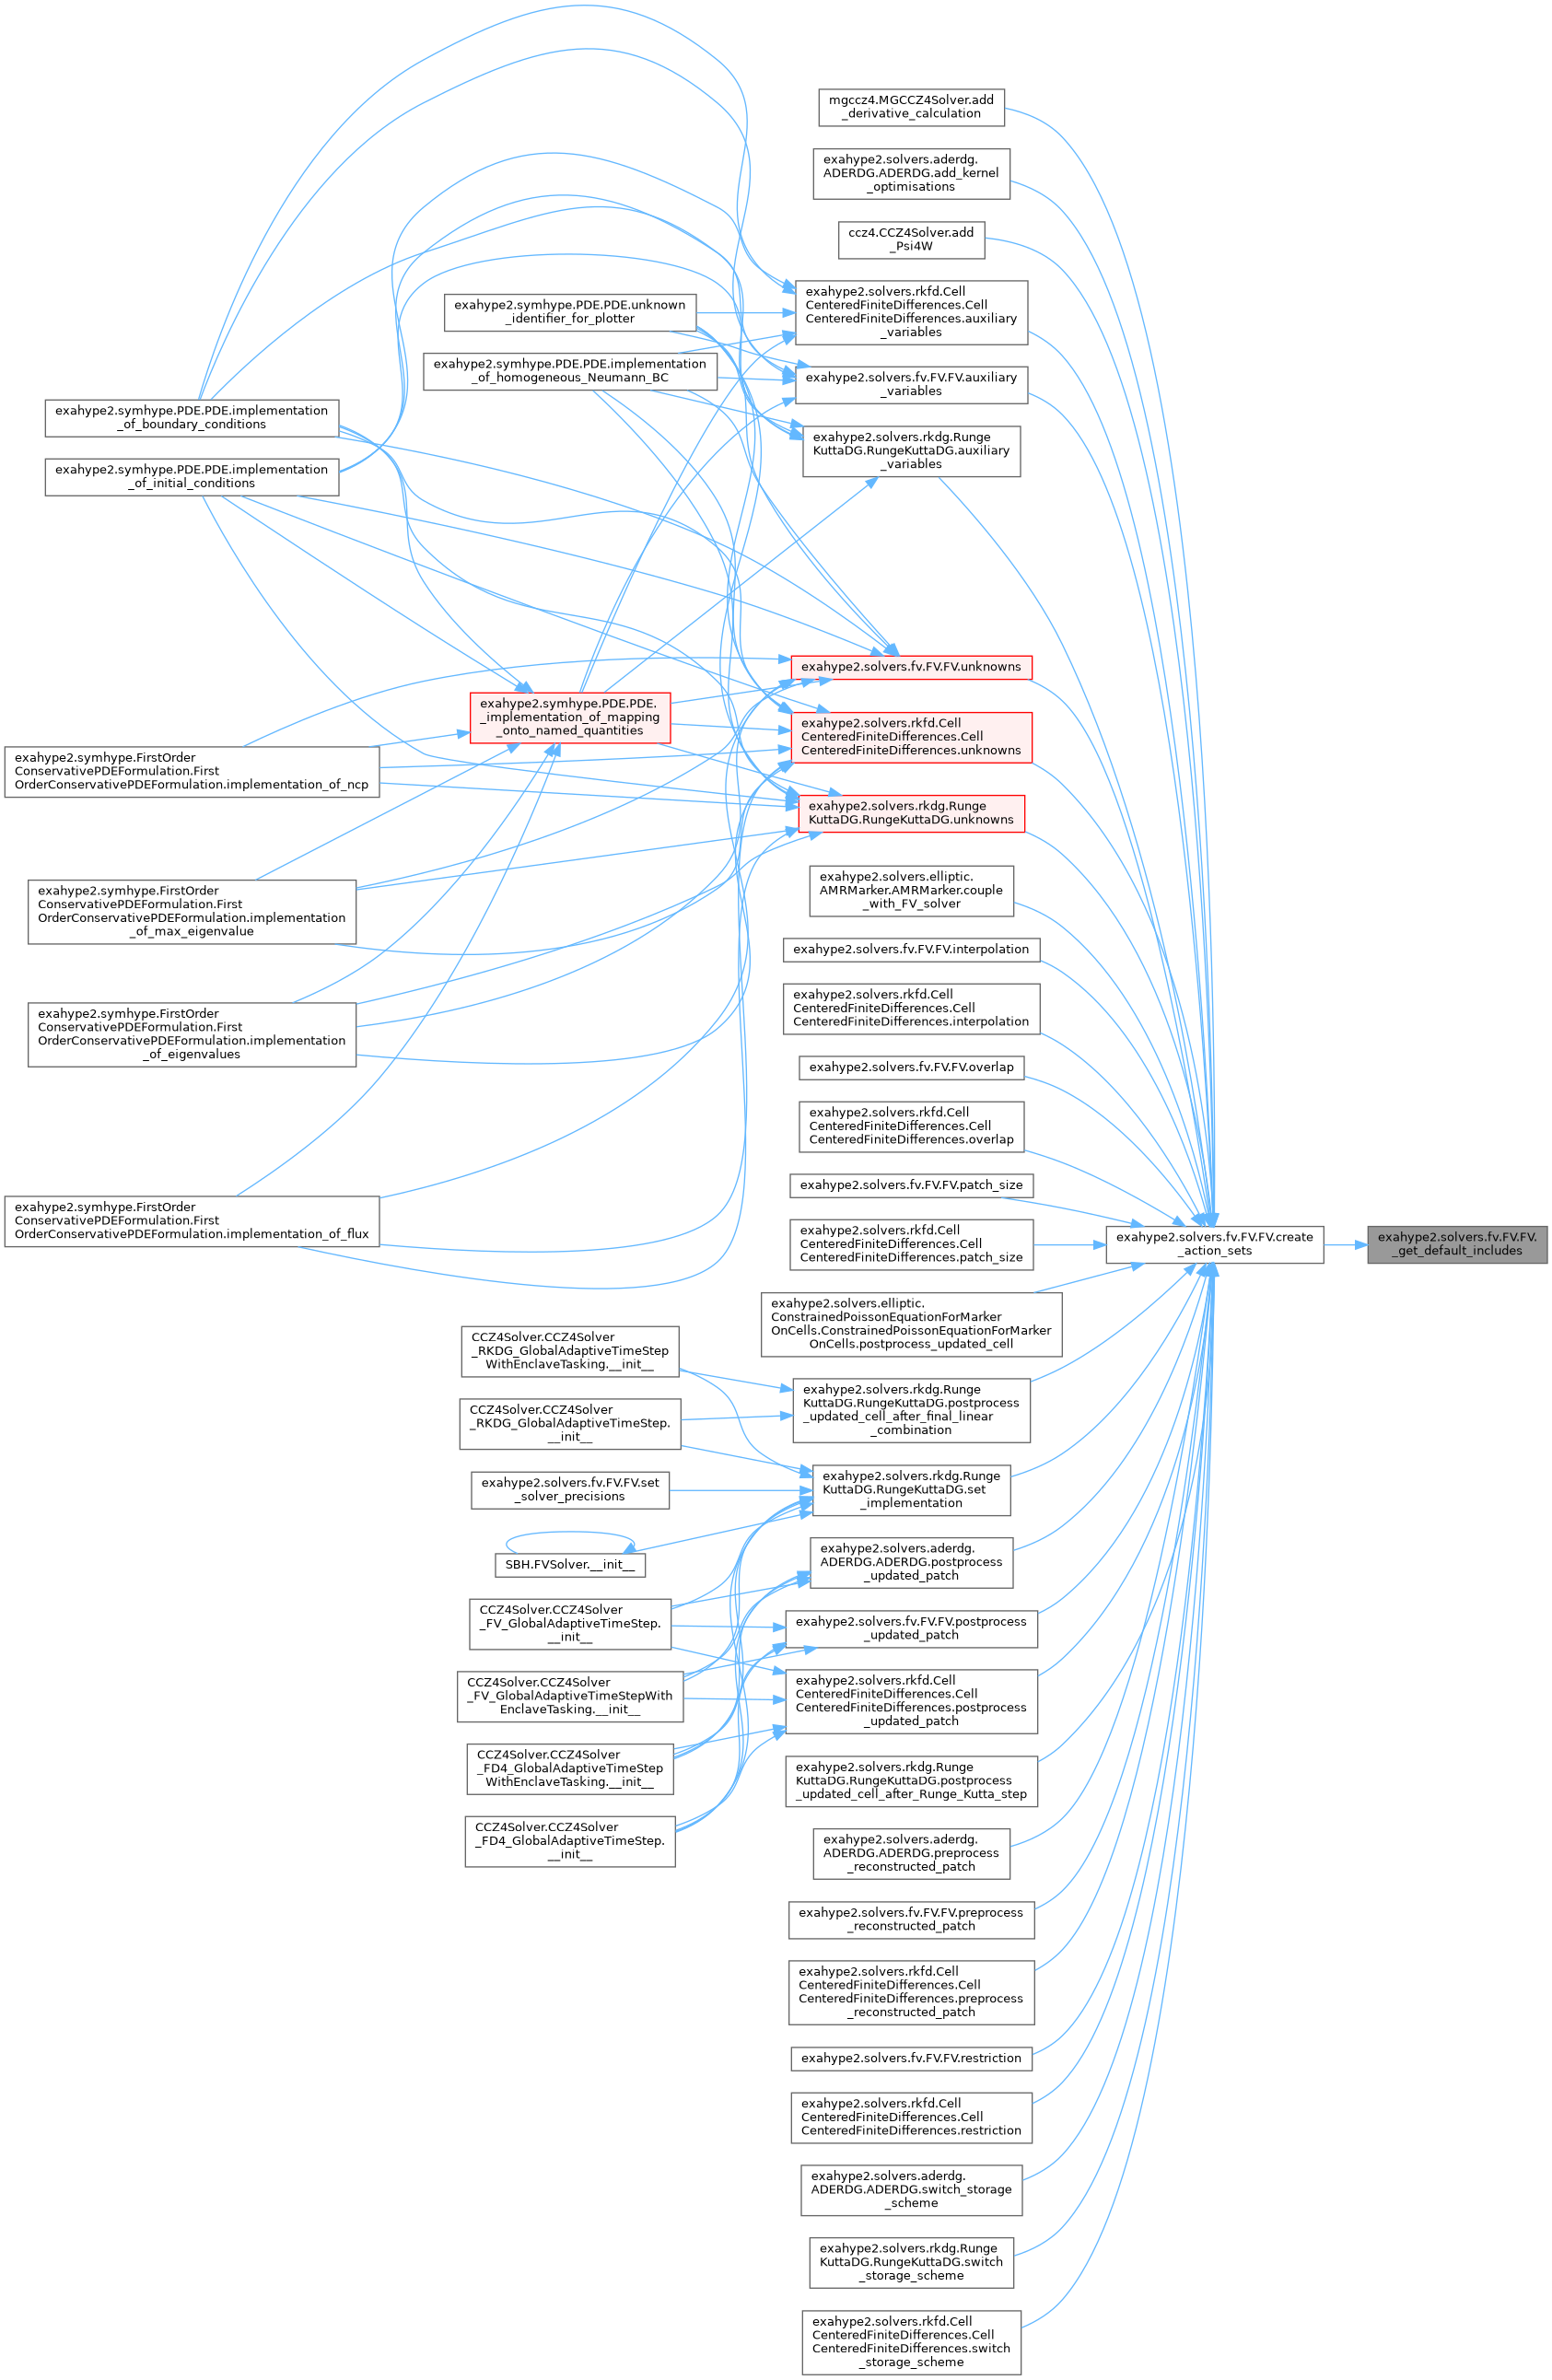 mgccz4.MGCCZ4Solver.add
_derivative_calculation
exahype2.solvers.aderdg.
ADERDG.ADERDG.add_kernel
_optimisations
ccz4.CCZ4Solver.add
_Psi4W
exahype2.solvers.rkfd.Cell
CenteredFiniteDifferences.Cell
CenteredFiniteDifferences.auxiliary
_variables
exahype2.symhype.PDE.PDE.unknown
_identifier_for_plotter
exahype2.symhype.PDE.PDE.implementation
_of_homogeneous_Neumann_BC
exahype2.solvers.fv.FV.FV.auxiliary
_variables
exahype2.symhype.PDE.PDE.implementation
_of_boundary_conditions
exahype2.solvers.rkdg.Runge
KuttaDG.RungeKuttaDG.auxiliary
_variables
exahype2.symhype.PDE.PDE.implementation
_of_initial_conditions
exahype2.solvers.fv.FV.FV.unknowns
exahype2.symhype.PDE.PDE.
_implementation_of_mapping
_onto_named_quantities
exahype2.solvers.rkfd.Cell
CenteredFiniteDifferences.Cell
CenteredFiniteDifferences.unknowns
exahype2.symhype.FirstOrder
ConservativePDEFormulation.First
OrderConservativePDEFormulation.implementation_of_ncp
exahype2.solvers.rkdg.Runge
KuttaDG.RungeKuttaDG.unknowns
exahype2.solvers.elliptic.
AMRMarker.AMRMarker.couple
_with_FV_solver
exahype2.symhype.FirstOrder
ConservativePDEFormulation.First
OrderConservativePDEFormulation.implementation
_of_max_eigenvalue
exahype2.solvers.fv.FV.FV.interpolation
exahype2.solvers.rkfd.Cell
CenteredFiniteDifferences.Cell
CenteredFiniteDifferences.interpolation
exahype2.symhype.FirstOrder
ConservativePDEFormulation.First
OrderConservativePDEFormulation.implementation
_of_eigenvalues
exahype2.solvers.fv.FV.FV.overlap
exahype2.solvers.rkfd.Cell
CenteredFiniteDifferences.Cell
CenteredFiniteDifferences.overlap
exahype2.solvers.fv.FV.FV.patch_size
exahype2.symhype.FirstOrder
ConservativePDEFormulation.First
OrderConservativePDEFormulation.implementation_of_flux
exahype2.solvers.rkfd.Cell
CenteredFiniteDifferences.Cell
CenteredFiniteDifferences.patch_size
exahype2.solvers.fv.FV.FV.create
_action_sets
exahype2.solvers.fv.FV.FV.
_get_default_includes
exahype2.solvers.elliptic.
ConstrainedPoissonEquationForMarker
OnCells.ConstrainedPoissonEquationForMarker
OnCells.postprocess_updated_cell
CCZ4Solver.CCZ4Solver
_RKDG_GlobalAdaptiveTimeStep
WithEnclaveTasking.__init__
exahype2.solvers.rkdg.Runge
KuttaDG.RungeKuttaDG.postprocess
_updated_cell_after_final_linear
_combination
CCZ4Solver.CCZ4Solver
_RKDG_GlobalAdaptiveTimeStep.
__init__
exahype2.solvers.fv.FV.FV.set
_solver_precisions
exahype2.solvers.rkdg.Runge
KuttaDG.RungeKuttaDG.set
_implementation
SBH.FVSolver.__init__
exahype2.solvers.aderdg.
ADERDG.ADERDG.postprocess
_updated_patch
CCZ4Solver.CCZ4Solver
_FV_GlobalAdaptiveTimeStep.
__init__
exahype2.solvers.fv.FV.FV.postprocess
_updated_patch
CCZ4Solver.CCZ4Solver
_FV_GlobalAdaptiveTimeStepWith
EnclaveTasking.__init__
exahype2.solvers.rkfd.Cell
CenteredFiniteDifferences.Cell
CenteredFiniteDifferences.postprocess
_updated_patch
CCZ4Solver.CCZ4Solver
_FD4_GlobalAdaptiveTimeStep
WithEnclaveTasking.__init__
exahype2.solvers.rkdg.Runge
KuttaDG.RungeKuttaDG.postprocess
_updated_cell_after_Runge_Kutta_step
CCZ4Solver.CCZ4Solver
_FD4_GlobalAdaptiveTimeStep.
__init__
exahype2.solvers.aderdg.
ADERDG.ADERDG.preprocess
_reconstructed_patch
exahype2.solvers.fv.FV.FV.preprocess
_reconstructed_patch
exahype2.solvers.rkfd.Cell
CenteredFiniteDifferences.Cell
CenteredFiniteDifferences.preprocess
_reconstructed_patch
exahype2.solvers.fv.FV.FV.restriction
exahype2.solvers.rkfd.Cell
CenteredFiniteDifferences.Cell
CenteredFiniteDifferences.restriction
exahype2.solvers.aderdg.
ADERDG.ADERDG.switch_storage
_scheme
exahype2.solvers.rkdg.Runge
KuttaDG.RungeKuttaDG.switch
_storage_scheme
exahype2.solvers.rkfd.Cell
CenteredFiniteDifferences.Cell
CenteredFiniteDifferences.switch
_storage_scheme